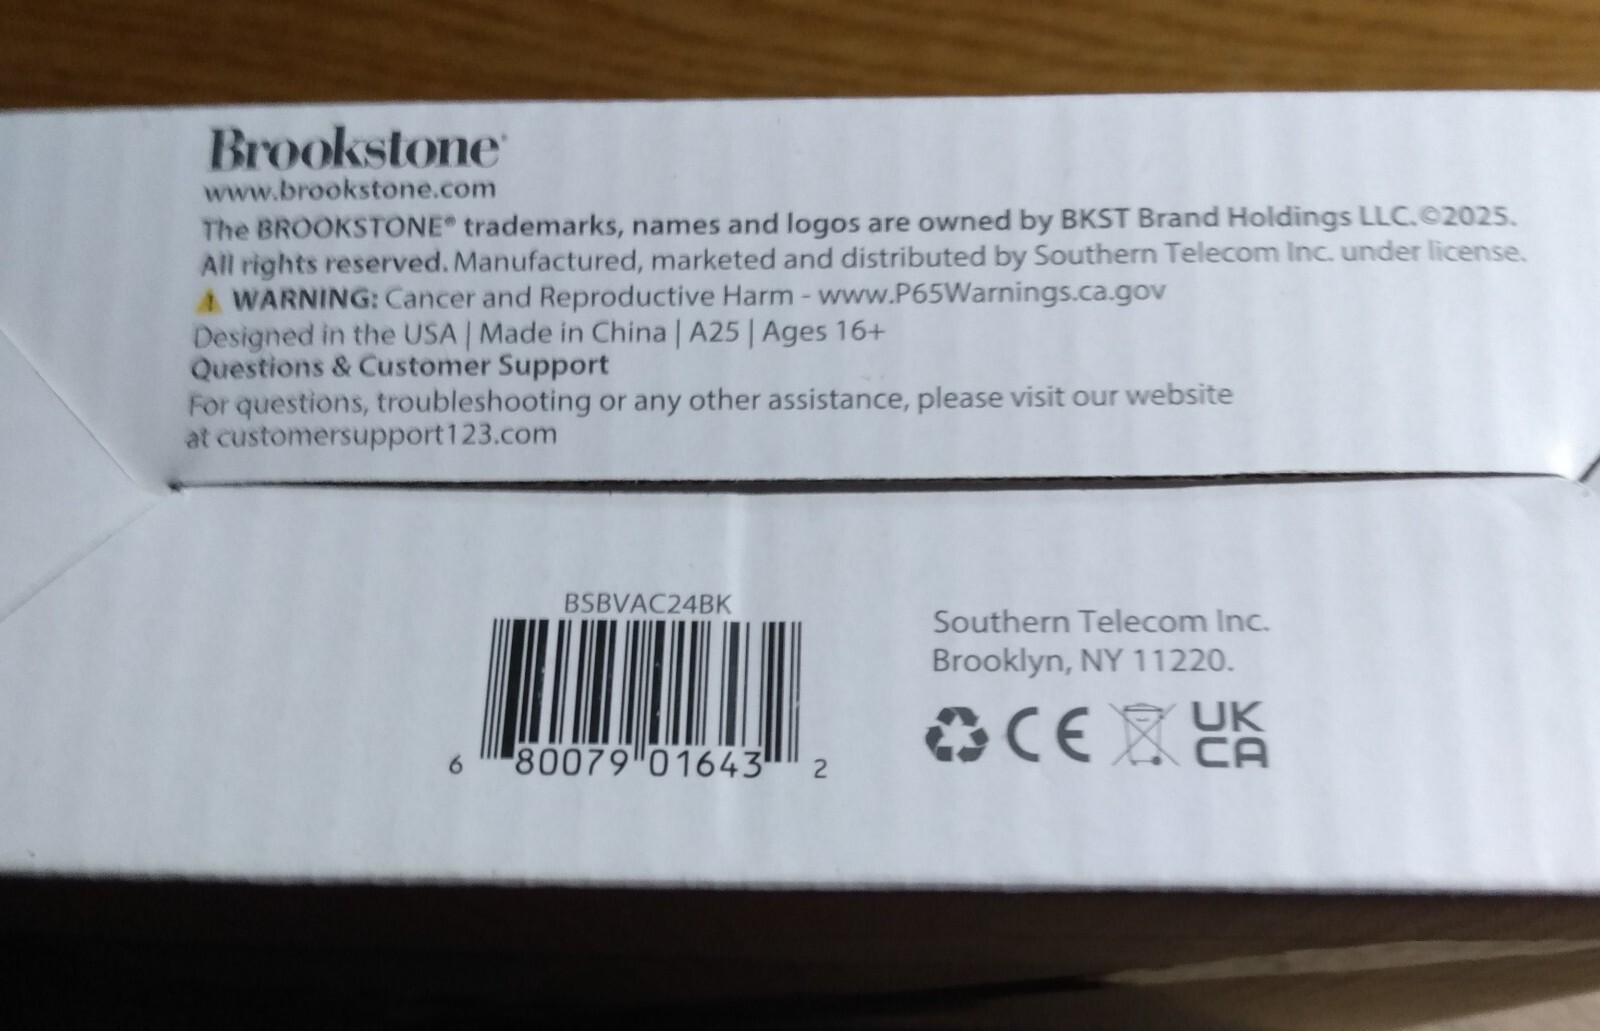 Brookstone®
www.brookstone.com
The BROOKSTONE® trademarks, names and logos are owned by BKST Brand Holdings LLC.©2025.
All rights reserved. Manufactured, marketed and distributed by Southern Telecom Inc. under license.
WARNING: Cancer and Reproductive Harm - www.P65Warnings.ca.gov
Designed in the USA | Made in China | A25 | Ages 16+
Questions & Customer Support
For questions, troubleshooting or any other assistance, please visit our website
at customersupport123.com
BSBVAC24BK
6 80079 01643 2
Southern Telecom Inc.
Brooklyn, NY 11220.
CE
UK
CA